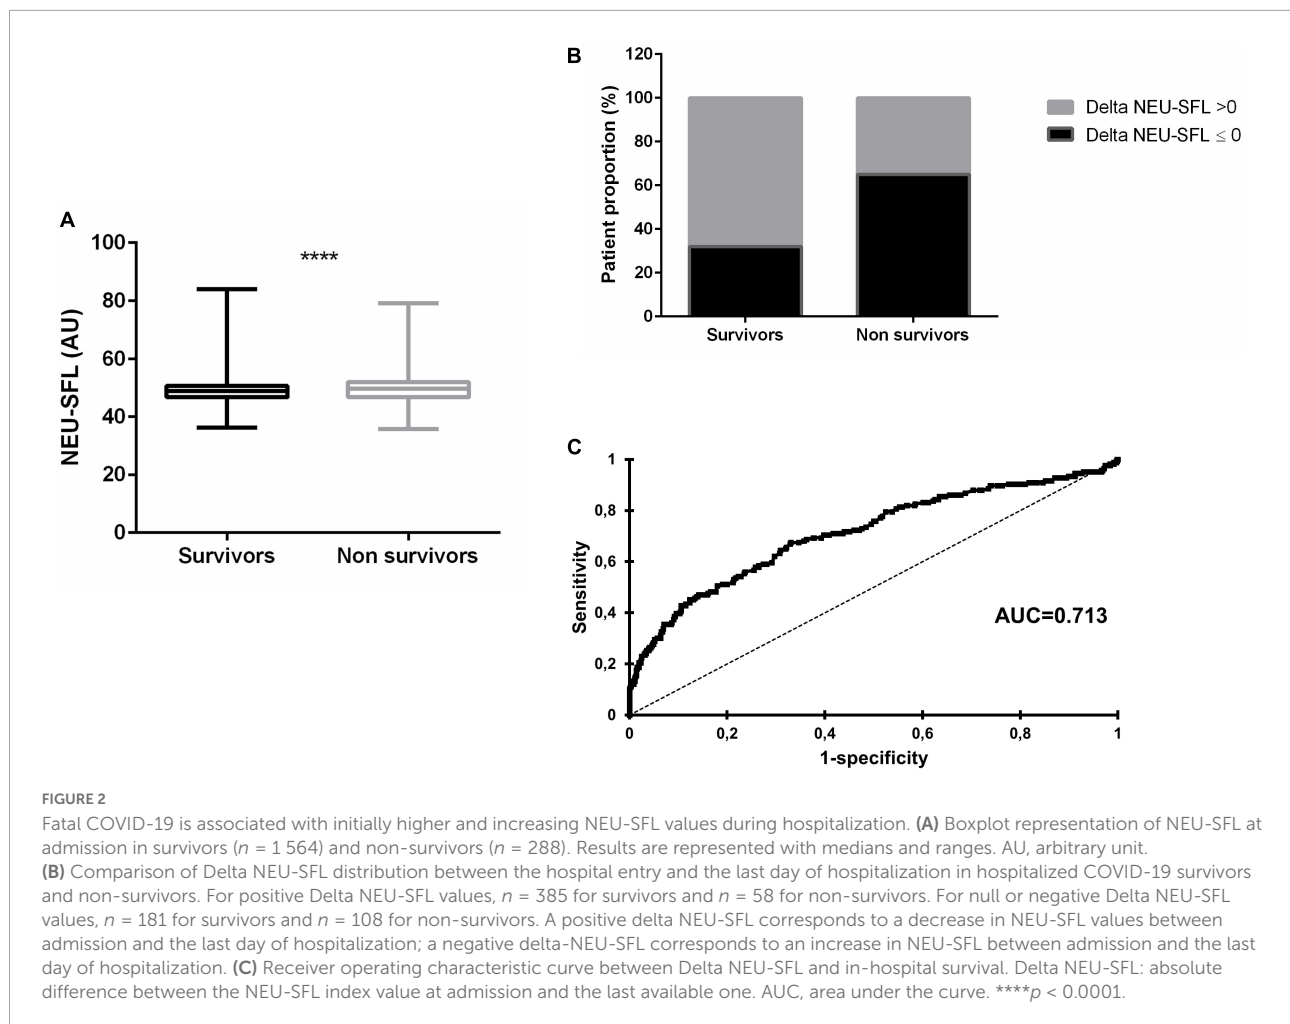 A
****
100
80
60
40
20
0
NEU-SFL (AU)
Survivors Non survivors
B
120
100
80
60
40
20
0
Patient proportion (%)
Survivors Non survivors
Delta NEU-SFL >0
Delta NEU-SFL ≤ 0
C
1
0,8
0,6
0,4
0,2
0
Sensitivity
AUC=0.713
0 0,2 0,4 0,6 0,8 1
1-specificity
FIGURE 2
Fatal COVID-19 is associated with initially higher and increasing NEU-SFL values during hospitalization. (A) Boxplot representation of NEU-SFL at
admission in survivors (n = 1 564) and non-survivors (n = 288). Results are represented with medians and ranges. AU, arbitrary unit.
(B) Comparison of Delta NEU-SFL distribution between the hospital entry and the last day of hospitalization in hospitalized COVID-19 survivors
and non-survivors. For positive Delta NEU-SFL values, n = 385 for survivors and n = 58 for non-survivors. For null or negative Delta NEU-SFL
values, n = 181 for survivors and n = 108 for non-survivors. A positive delta NEU-SFL corresponds to a decrease in NEU-SFL values between
admission and the last day of hospitalization; a negative delta-NEU-SFL corresponds to an increase in NEU-SFL between admission and the last
day of hospitalization. (C) Receiver operating characteristic curve between Delta NEU-SFL and in-hospital survival. Delta NEU-SFL: absolute
difference between the NEU-SFL index value at admission and the last available one. AUC, area under the curve. ****p < 0.0001.